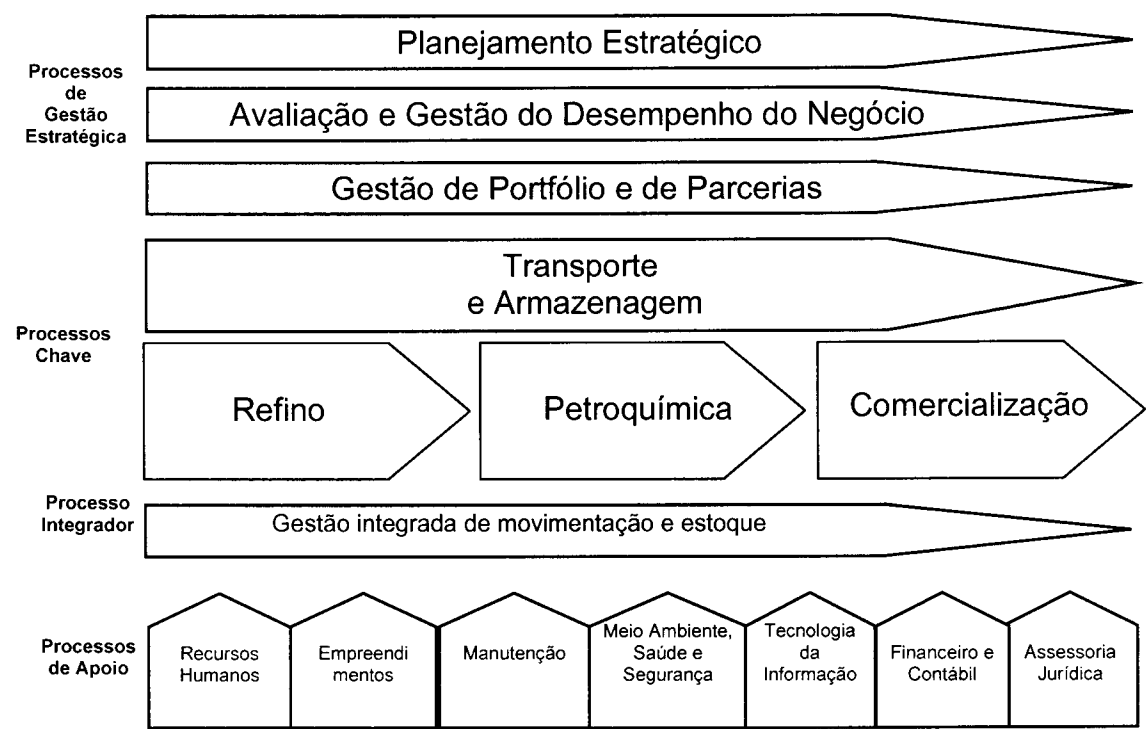 Processos
de
Gestão
Estratégica
Planejamento Estratégico
Avaliação e Gestão do Desempenho do Negócio
Gestão de Portfólio e de Parcerias
Processos
Chave
Transporte
e Armazenagem
Refino
Petroquímica
Comercialização
Processo
Integrador
Gestão integrada de movimentação e estoque
Processos
de Apoio
Recursos
Humanos
Empreendi
mentos
Manutenção
Meio Ambiente,
Saúde e
Segurança
Tecnologia
da
Informação
Financeiro e
Contábil
Assessoria
Jurídica